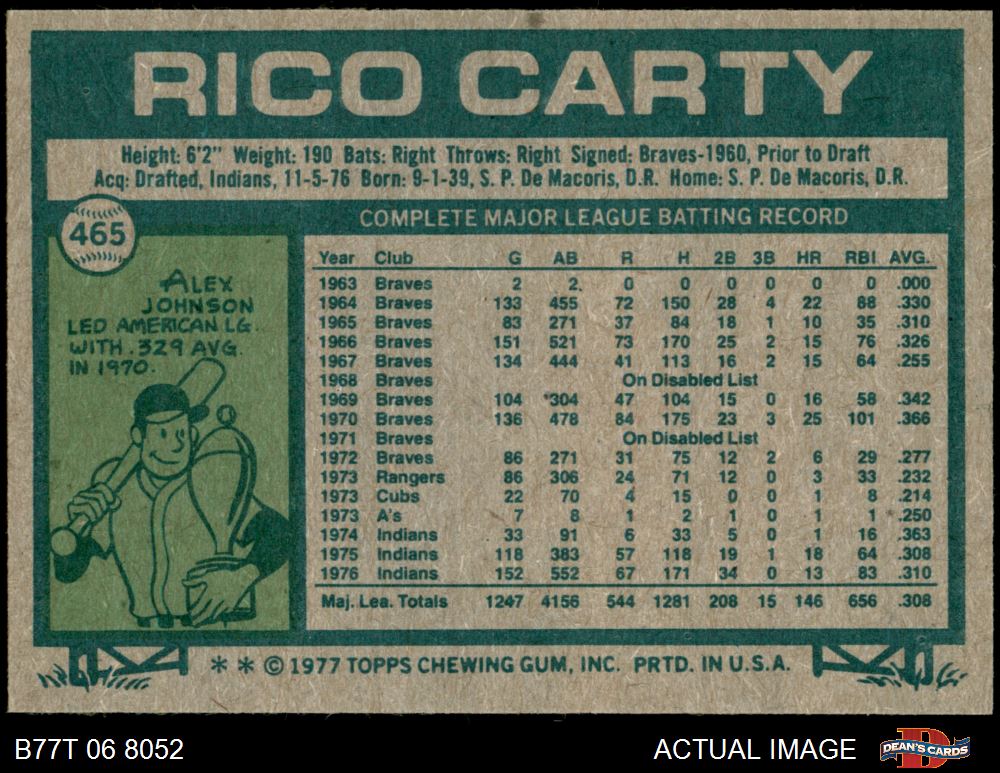 RICO CARTY
Height: 6'2" Weight: 190 Bats: Right Throws: Right Signed: Braves-1960, Prior to Draft
Acq: Drafted, Indians, 11-5-76 Born: 9-1-39, S. P. De Macoris, D.R. Home: S. P. De Macoris, D.R.
465
ALEX
JOHNSON
LED AMERICAN LG.
WITH .329 AVG.
IN 1970.
COMPLETE MAJOR LEAGUE BATTING RECORD
Year Club G AB R H 2B 3B HR RBI AVG.
1963 Braves 2 2 0 0 0 0 0 0 .000
1964 Braves 133 455 72 150 28 4 22 88 .330
1965 Braves 83 271 37 84 18 1 10 35 .310
1966 Braves 151 521 73 170 25 2 15 76 .326
1967 Braves 134 444 41 113 16 2 15 64 .255
1968 Braves On Disabled List
1969 Braves 104 304 47 104 15 0 16 58 .342
1970 Braves 136 478 84 175 23 3 25 101 .366
1971 Braves On Disabled List
1972 Braves 86 271 31 75 12 2 6 29 .277
1973 Rangers 86 306 24 71 12 0 3 33 .232
1973 Cubs 22 70 4 15 0 0 1 8 .214
1973 A's 7 8 1 2 1 0 1 1 .250
1974 Indians 33 91 6 33 5 0 1 16 .363
1975 Indians 118 383 57 118 19 1 18 64 .308
1976 Indians 152 552 67 171 34 0 13 83 .310
Maj. Lea. Totals 1247 4156 544 1281 208 15 146 656 .308
* * © 1977 TOPPS CHEWING GUM, INC. PRTD. IN U.S.A.
B77T 06 8052 ACTUAL IMAGE DEAN'S CARDS